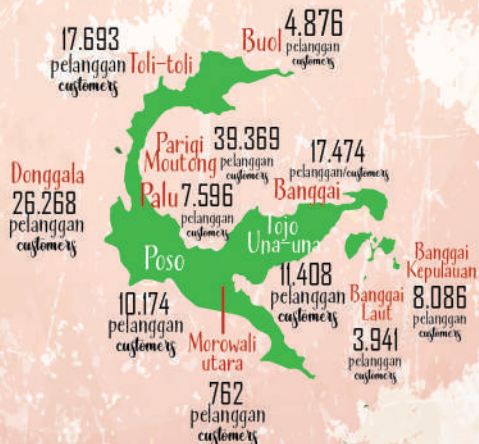 17.693
pelanggan
customers
Toli-toli
Buol
4.876
pelanggan
customers
Parigi
Moutong
39.369
pelanggan
customers
17.474
pelanggan/customers
Banggai
Donggala
26.268
pelanggan
customers
Palu
7.596
pelanggan
customers
Tojo
Una-una
11.408
pelanggan
customers
Poso
10.174
pelanggan
customers
Morowali
utara
762
pelanggan
customers
Banggai
Laut
3.941
pelanggan
customers
Banggai
Kepulauan
8.086
pelanggan
customers